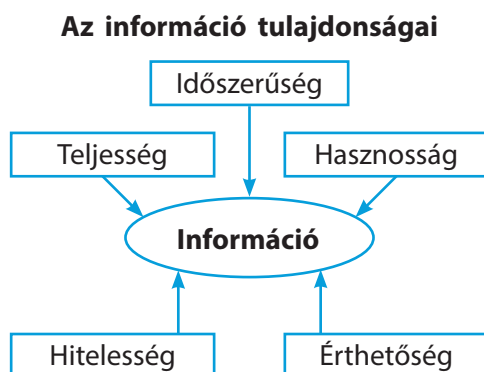 Az információ tulajdonságai
Időszerűség
Teljesség
Hasznosság
Információ
Hitelesség
Érthetőség